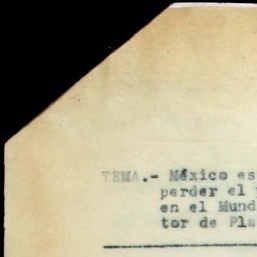 TEMA.- México es
perder el
en el Mund
tor de Pla